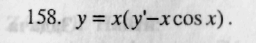 158. y = x(y'–x cos x).